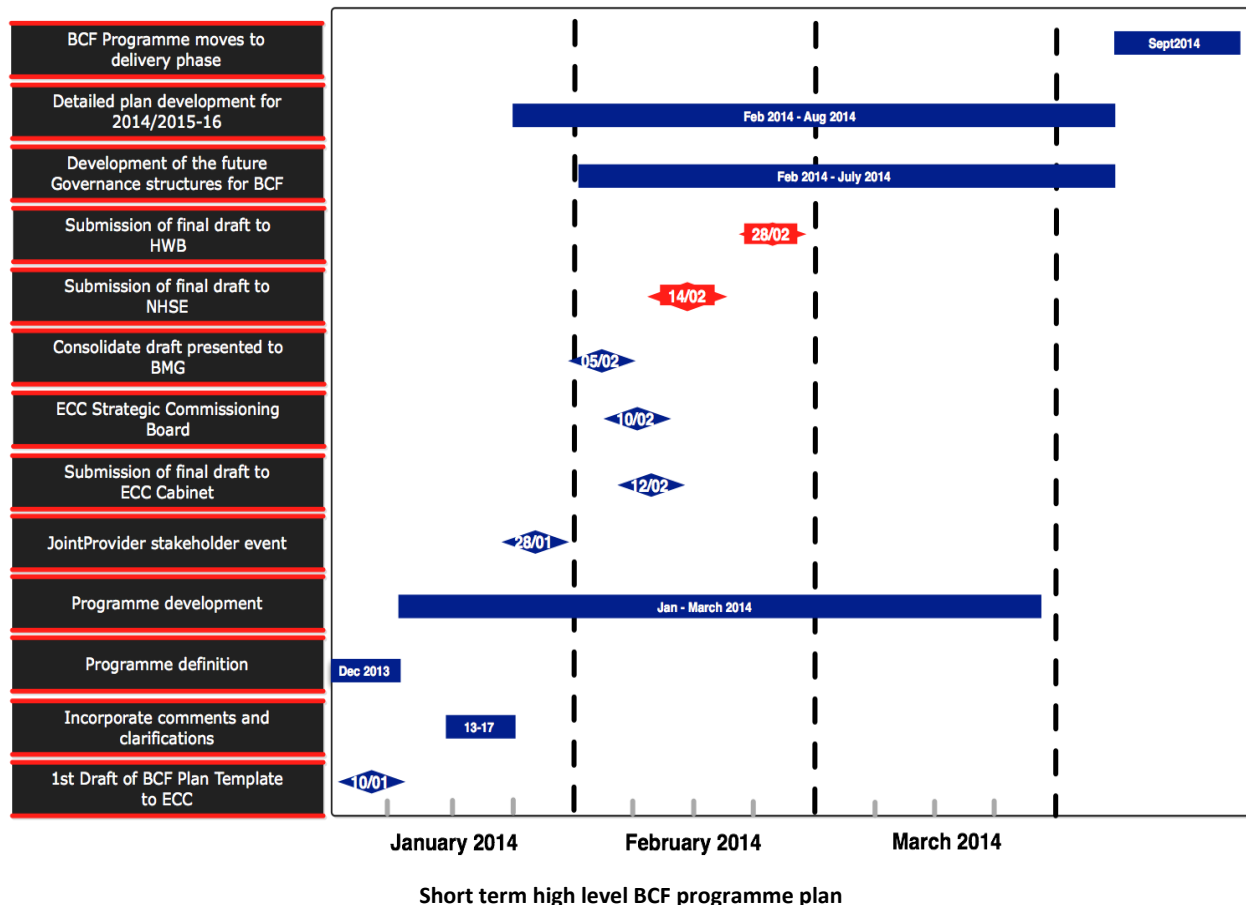 BCF Programme moves to
delivery phase
Sept2014
Detailed plan development for
2014/2015-16
Feb 2014 - Aug 2014
Development of the future
Governance structures for BCF
Feb 2014 - July 2014
Submission of final draft to
HWB
28/02
Submission of final draft to
NHSE
14/02
Consolidate draft presented to
BMG
05/02
ECC Strategic Commissioning
Board
10/02
Submission of final draft to
ECC Cabinet
12/02
JointProvider stakeholder event
28/01
Programme development
Jan - March 2014
Programme definition
Dec 2013
Incorporate comments and
clarifications
13-17
1st Draft of BCF Plan Template
to ECC
10/01
January 2014
February 2014
March 2014
Short term high level BCF programme plan